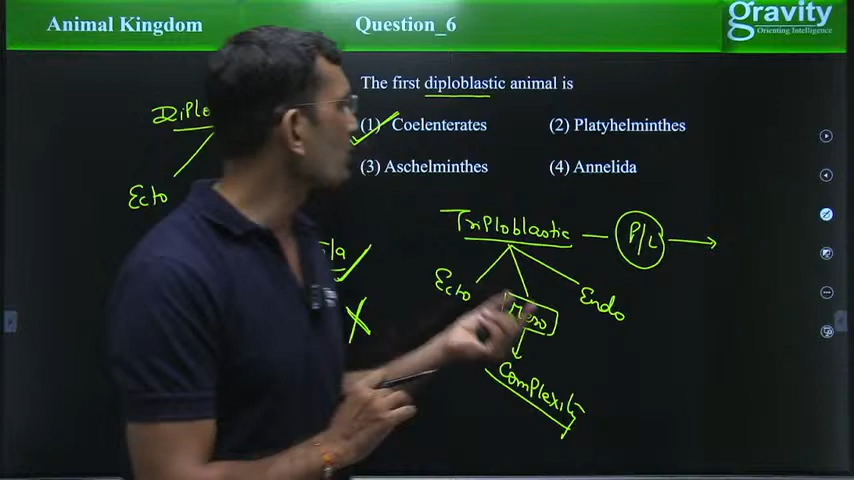 Animal Kingdom Question_6
gravity
Orienting Intelligence
The first diploblastic animal is
(1) Coelenterates (2) Platyhelminthes
(3) Aschelminthes (4) Annelida
Diplo
Ecto
Triploblastic — P/L
Ecto Meso Endo
Complexity